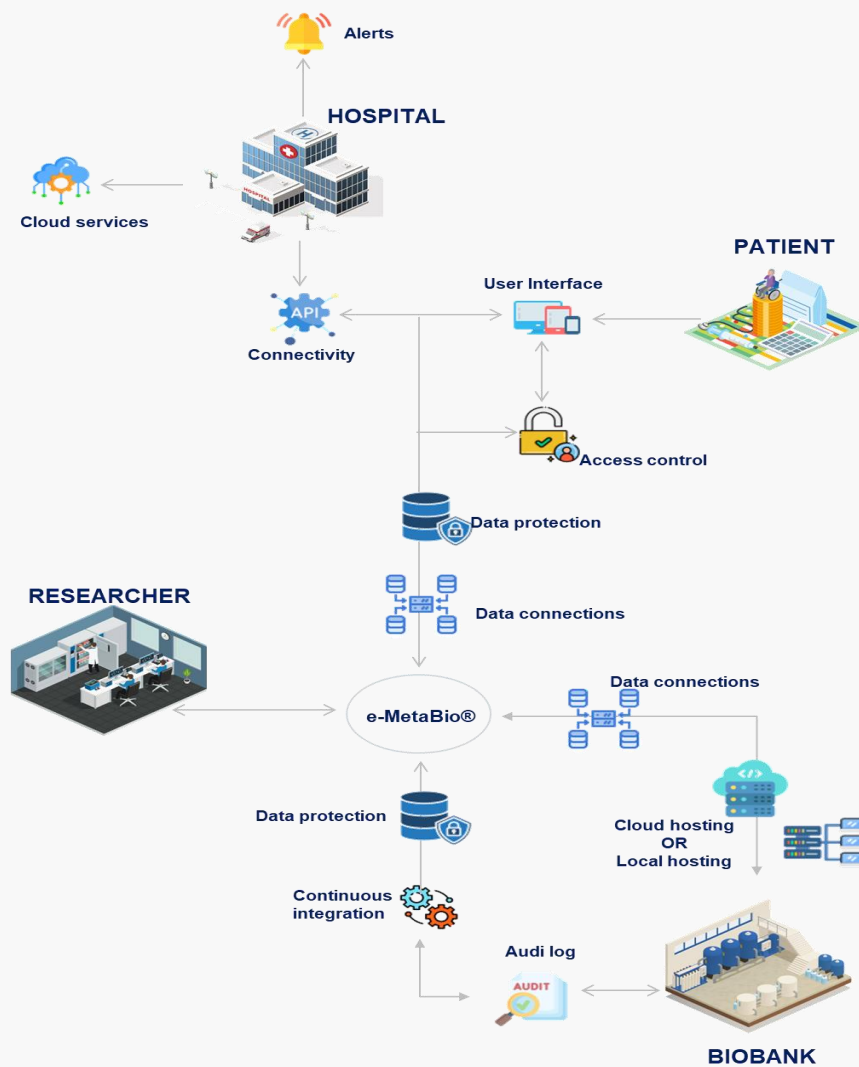 Alerts
HOSPITAL
HOSPITAL
Cloud services
PATIENT
User Interface
API
Connectivity
Access control
Data protection
RESEARCHER
Data connections
Data connections
e-MetaBio®
Data protection
Cloud hosting
OR
Local hosting
Continuous
integration
Audi log
AUDIT
BIOBANK